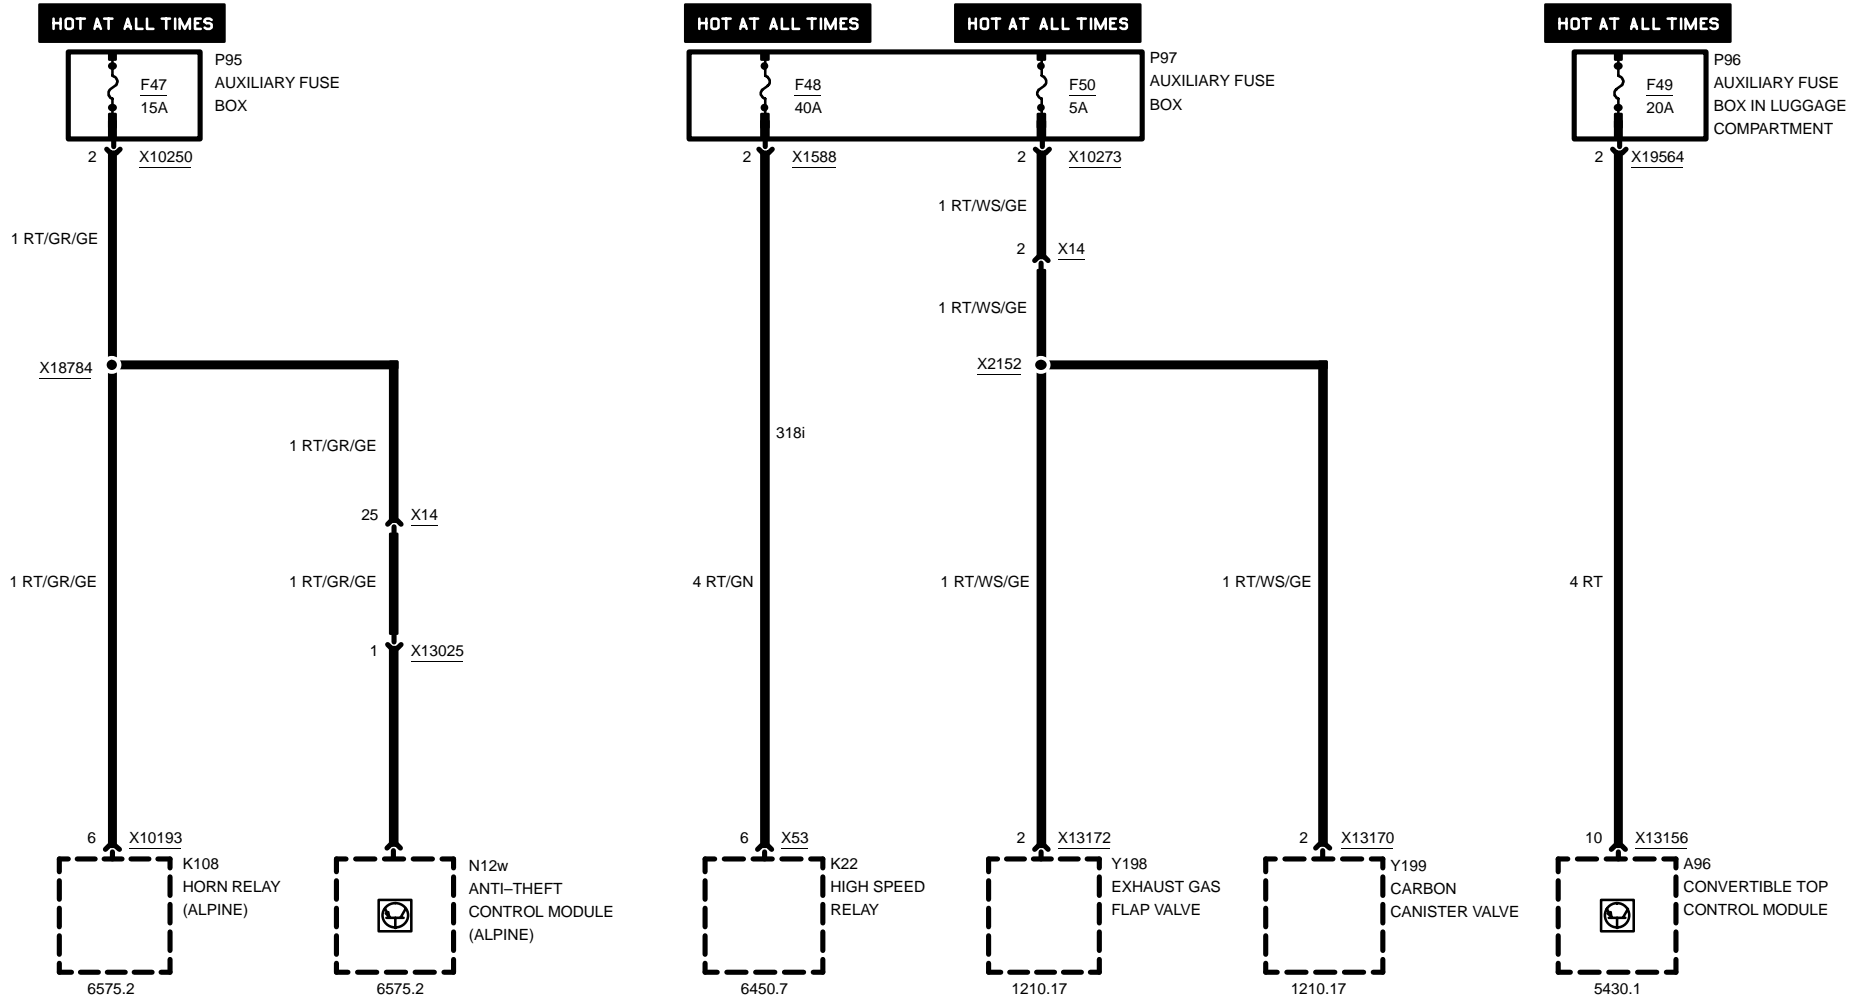 HOT AT ALL TIMES
HOT AT ALL TIMES
HOT AT ALL TIMES
HOT AT ALL TIMES
F47
15A
P95
AUXILIARY FUSE
BOX
F48
40A
F50
5A
P97
AUXILIARY FUSE
BOX
F49
20A
P96
AUXILIARY FUSE
BOX IN LUGGAGE
COMPARTMENT
2 X10250
2 X1588
2 X10273
2 X19564
1 RT/WS/GE
1 RT/GR/GE
2 X14
1 RT/WS/GE
X18784
X2152
318i
1 RT/GR/GE
25 X14
1 RT/GR/GE
1 RT/GR/GE
4 RT/GN
1 RT/WS/GE
1 RT/WS/GE
4 RT
1 X13025
6 X10193
6 X53
2 X13172
2 X13170
10 X13156
K108
HORN RELAY
(ALPINE)
N12w
ANTI–THEFT
CONTROL MODULE
(ALPINE)
K22
HIGH SPEED
RELAY
Y198
EXHAUST GAS
FLAP VALVE
Y199
CARBON
CANISTER VALVE
A96
CONVERTIBLE TOP
CONTROL MODULE
6575.2
6575.2
6450.7
1210.17
1210.17
5430.1